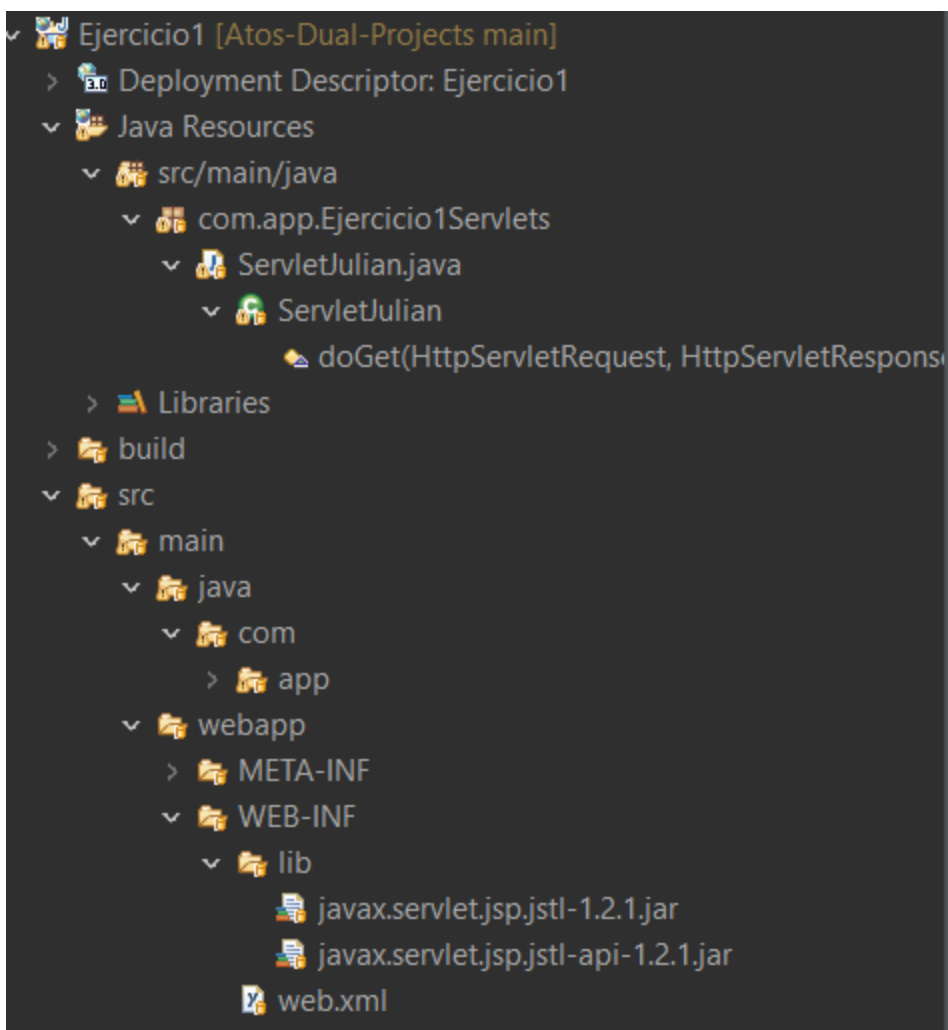 Ejercicio1 [Atos-Dual-Projects main]
3.0 Deployment Descriptor: Ejercicio1
Java Resources
src/main/java
com.app.Ejercicio1Servlets
J ServletJulian.java
C ServletJulian
doGet(HttpServletRequest, HttpServletRespons
Libraries
build
src
main
java
com
app
webapp
META-INF
WEB-INF
lib
javax.servlet.jsp.jstl-1.2.1.jar
javax.servlet.jsp.jstl-api-1.2.1.jar
web.xml